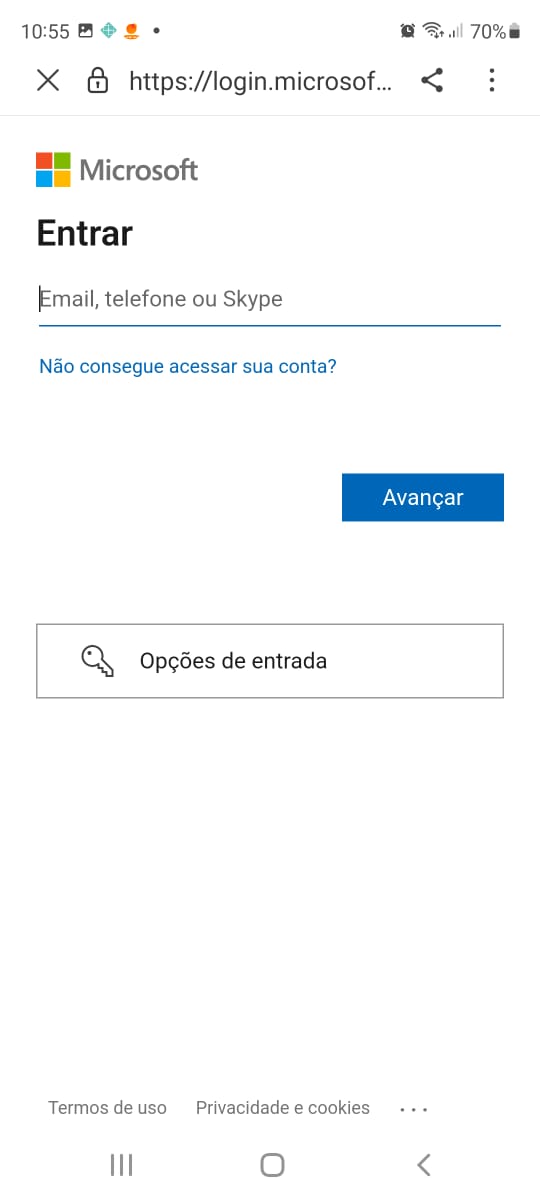 10:55 70%
https://login.microsof...
Microsoft
Entrar
Email, telefone ou Skype
Não consegue acessar sua conta?
Avançar
Opções de entrada
Termos de uso Privacidade e cookies ...